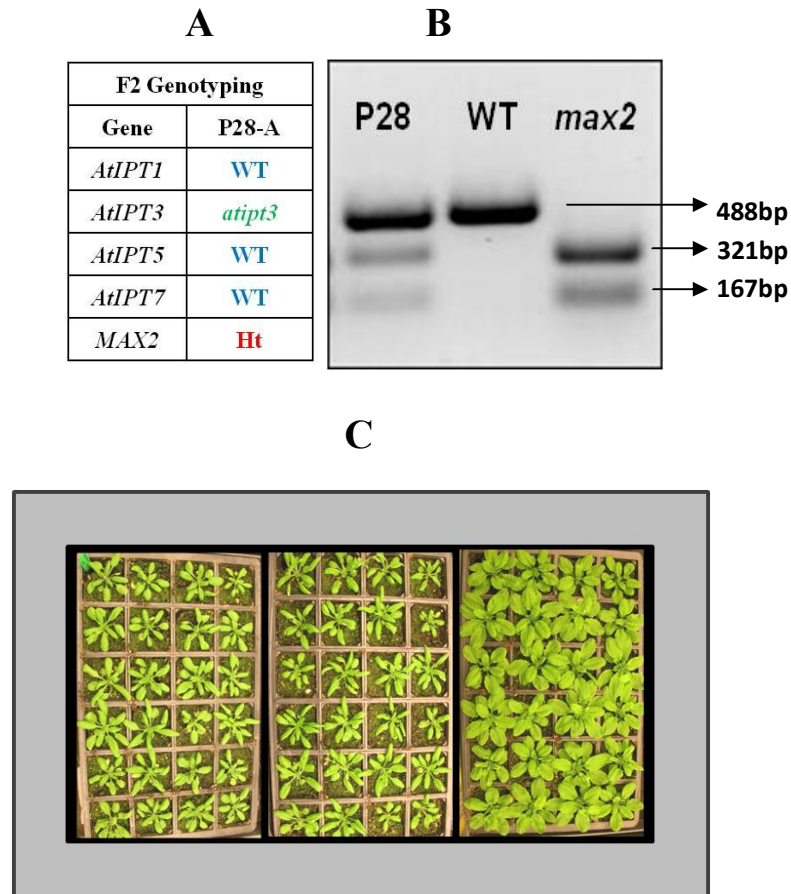 A
B
F2 Genotyping
Gene P28-A
AtIPT1 WT
AtIPT3 atipt3
AtIPT5 WT
AtIPT7 WT
MAX2 Ht
P28 WT max2
488bp
321bp
167bp
C